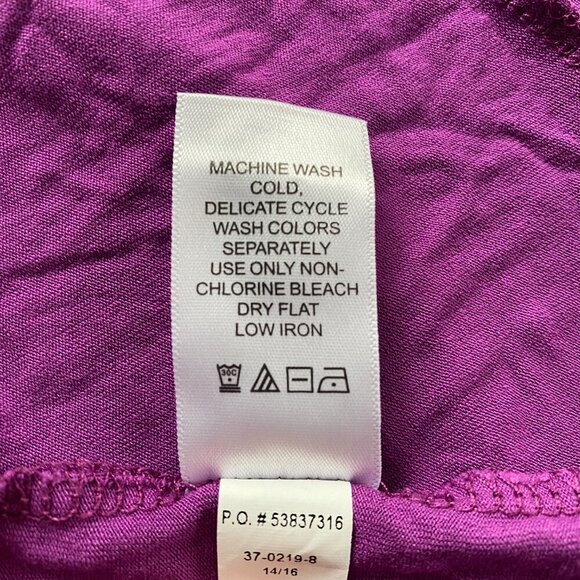 MACHINE WASH
COLD,
DELICATE CYCLE
WASH COLORS
SEPARATELY
USE ONLY NON-
CHLORINE BLEACH
DRY FLAT
LOW IRON
30C
P.O. # 53837316
37-0219-8
14/16